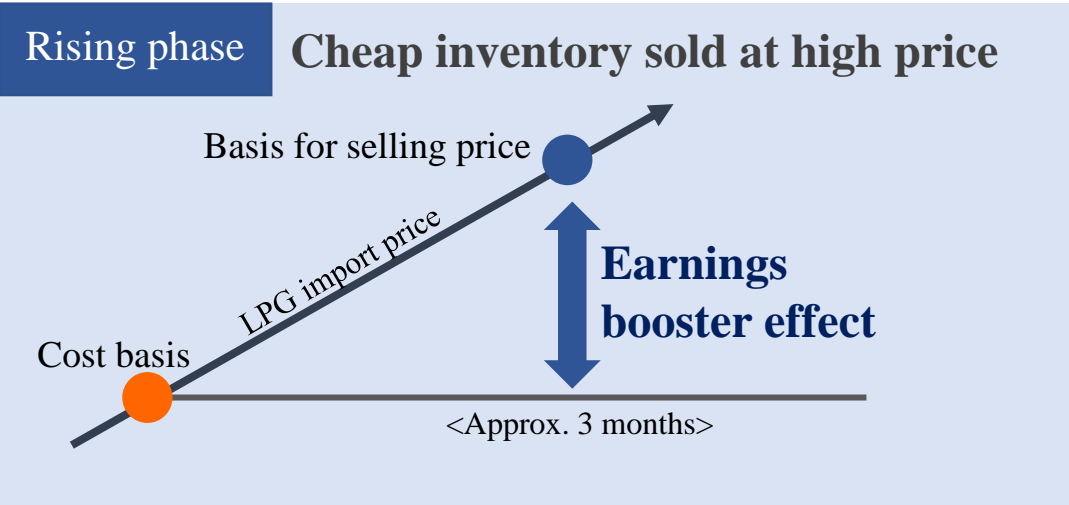 Rising phase
Cheap inventory sold at high price
Basis for selling price
LPG import price
Earnings
booster effect
Cost basis
<Approx. 3 months>